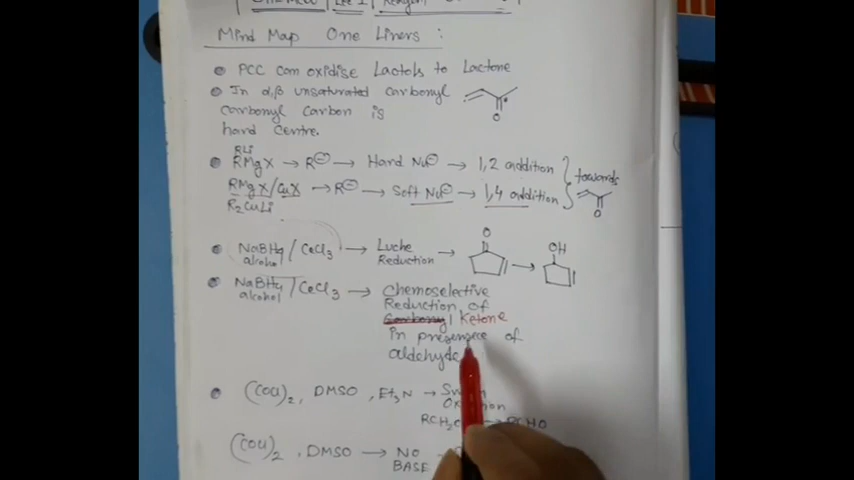 Mind Map One Liners :
PCC can oxidise Lactols to Lactone
In α,β unsaturated carbonyl
carbonyl carbon is
hard centre.
O
RLi
RMgX → R⊖ → Hard Nu⊖ → 1,2 addition
RMgX/CuX → R⊖ → Soft Nu⊖ → 1,4 addition
R2CuLi
towards
O
NaBH4/CeCl3 → Luche
alcohol Reduction →
O
→
OH
NaBH4/CeCl3 → Chemoselective
alcohol Reduction of
Ketone
in presence of
aldehyde
(COCl)2, DMSO, Et3N →
RCHO
(COCl)2, DMSO → NO
BASE